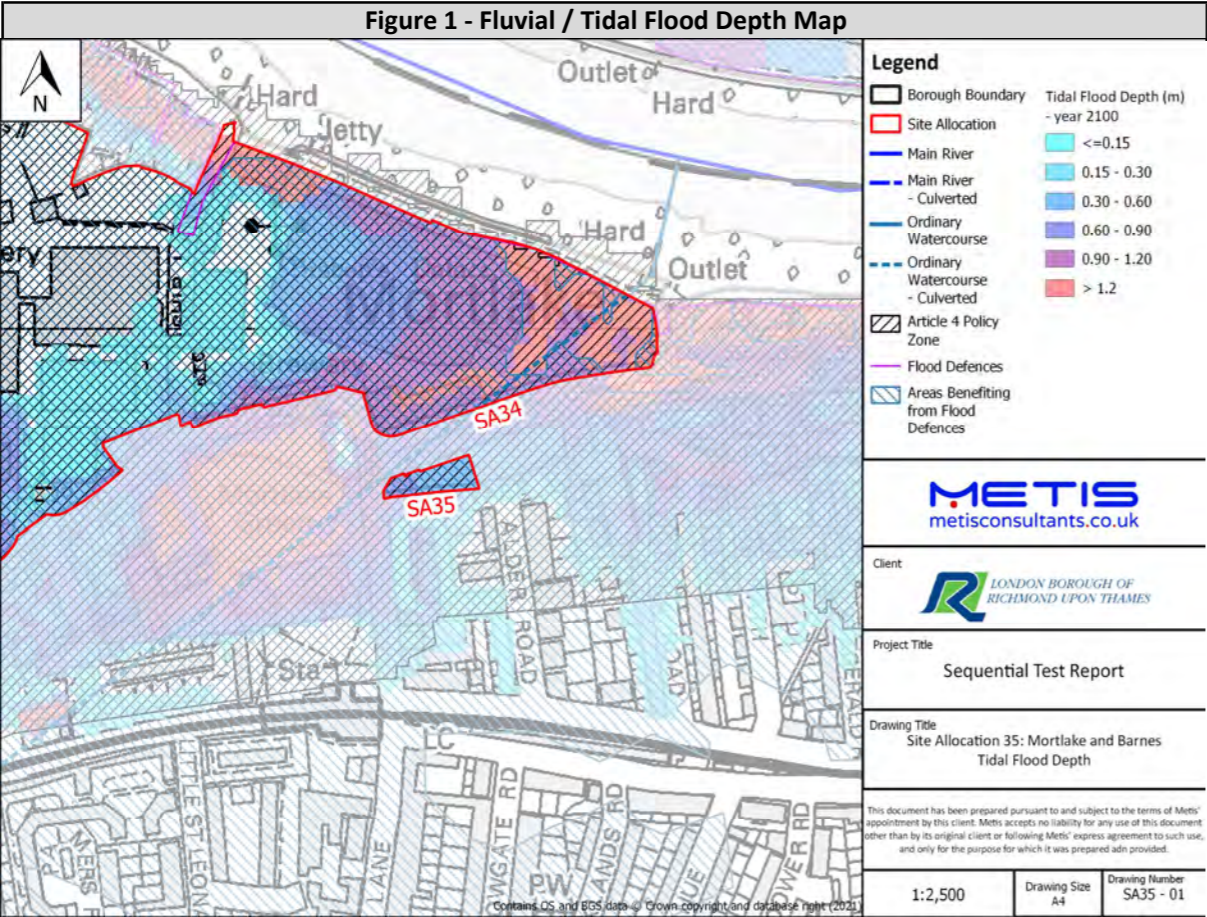 Figure 1 - Fluvial / Tidal Flood Depth Map
N
Hard
Jetty
Outlet
Hard
Hard
Outlet
SA34
SA35
ALDER ROAD
Sta
LC
LANE
PW
Contains OS and BGS data © Crown copyright and database right (2021)
Legend
Borough Boundary
Site Allocation
Main River
Main River
- Culverted
Ordinary
Watercourse
Ordinary
Watercourse
- Culverted
Article 4 Policy
Zone
Flood Defences
Areas Benefiting
from Flood
Defences
Tidal Flood Depth (m)
- year 2100
<=0.15
0.15 - 0.30
0.30 - 0.60
0.60 - 0.90
0.90 - 1.20
> 1.2
METIS
metisconsultants.co.uk
Client
LONDON BOROUGH OF
RICHMOND UPON THAMES
Project Title
Sequential Test Report
Drawing Title
Site Allocation 35: Mortlake and Barnes
Tidal Flood Depth
This document has been prepared pursuant to and subject to the terms of Metis'
appointment by this client. Metis accepts no liability for any use of this document
other than by its original client or following Metis' express agreement to such use,
and only for the purpose for which it was prepared adn provided.
1:2,500
Drawing Size
A4
Drawing Number
SA35 - 01